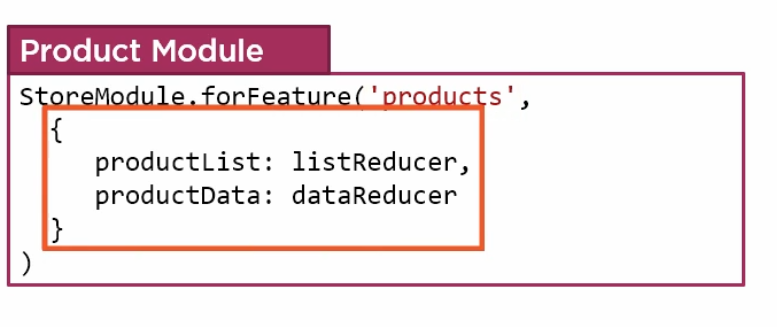 Product Module
StoreModule.forFeature('products',
{
productList: listReducer,
productData: dataReducer
}
)